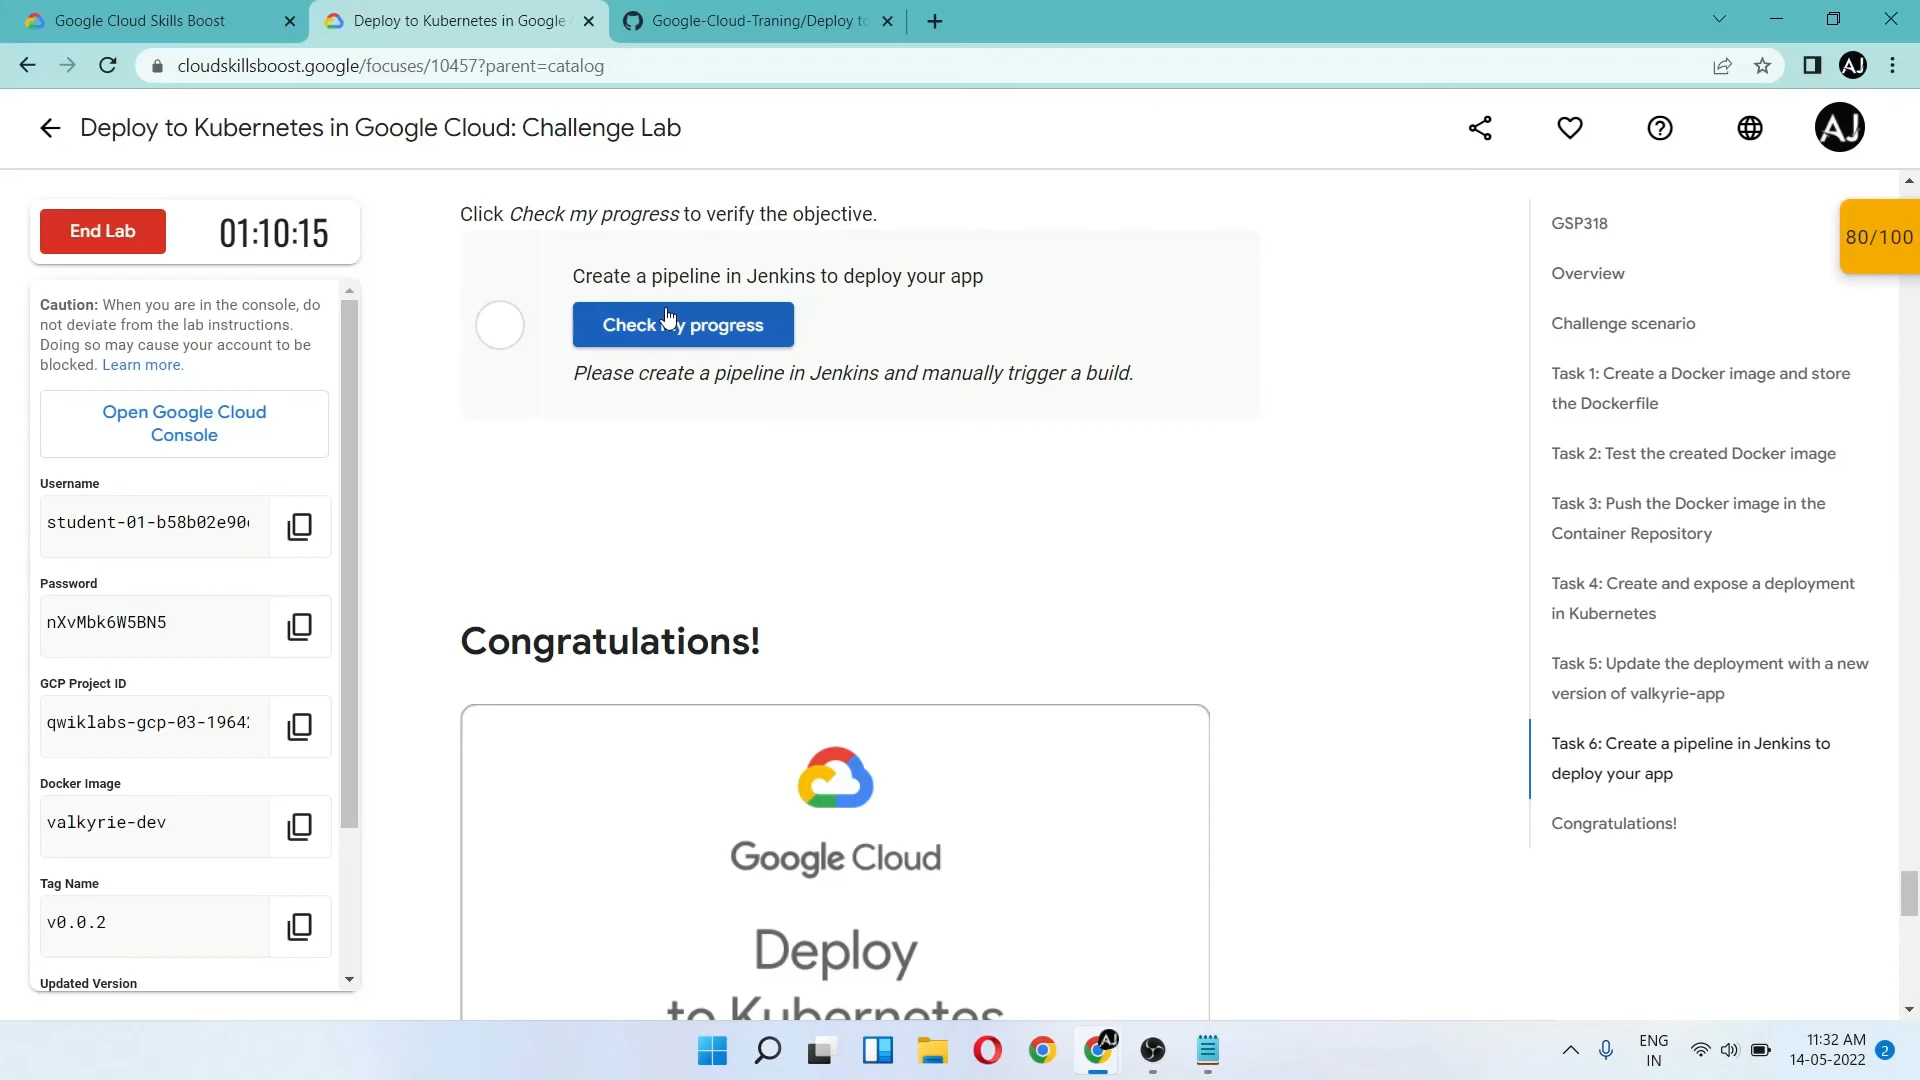 Google Cloud Skills Boost
Deploy to Kubernetes in Google
Google-Cloud-Traning/Deploy to
cloudskillsboost.google/focuses/10457?parent=catalog
AJ
Deploy to Kubernetes in Google Cloud: Challenge Lab
AJ
End Lab
01:10:15
Caution: When you are in the console, do
not deviate from the lab instructions.
Doing so may cause your account to be
blocked. Learn more.
Open Google Cloud
Console
Username
student-01-b58b02e90
Password
nXvMbk6W5BN5
GCP Project ID
qwiklabs-gcp-03-1964
Docker Image
valkyrie-dev
Tag Name
v0.0.2
Updated Version
Click Check my progress to verify the objective.
Create a pipeline in Jenkins to deploy your app
Check my progress
Please create a pipeline in Jenkins and manually trigger a build.
Congratulations!
Google Cloud
Deploy
to Kubernetes
GSP318
Overview
Challenge scenario
Task 1: Create a Docker image and store
the Dockerfile
Task 2: Test the created Docker image
Task 3: Push the Docker image in the
Container Repository
Task 4: Create and expose a deployment
in Kubernetes
Task 5: Update the deployment with a new
version of valkyrie-app
Task 6: Create a pipeline in Jenkins to
deploy your app
Congratulations!
80/100
AJ
ENG
IN
11:32 AM
14-05-2022
2